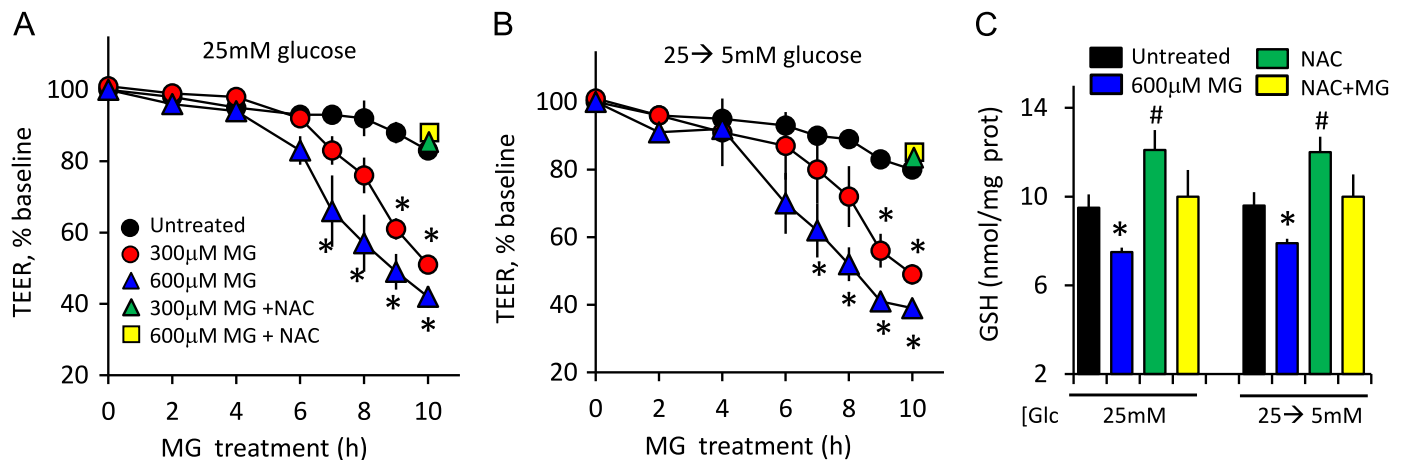 A
25mM glucose
TEER, % baseline
100
80
60
40
20
Untreated
300μM MG
600μM MG
300μM MG +NAC
600μM MG + NAC
*
*
*
*
*
*
0 2 4 6 8 10
MG treatment (h)
B
25→ 5mM glucose
TEER, % baseline
100
80
60
40
20
*
*
*
*
*
*
0 2 4 6 8 10
MG treatment (h)
C
Untreated
NAC
600μM MG
NAC+MG
GSH (nmol/mg prot)
14
10
6
2
*
#
*
#
[Glc
25mM
25→ 5mM